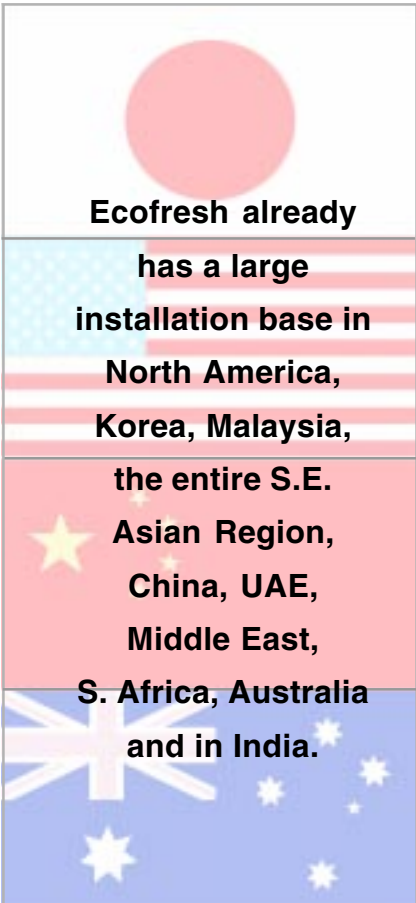 Ecofresh already
has a large
installation base in
North America,
Korea, Malaysia,
the entire S.E.
Asian Region,
China, UAE,
Middle East,
S. Africa, Australia
and in India.